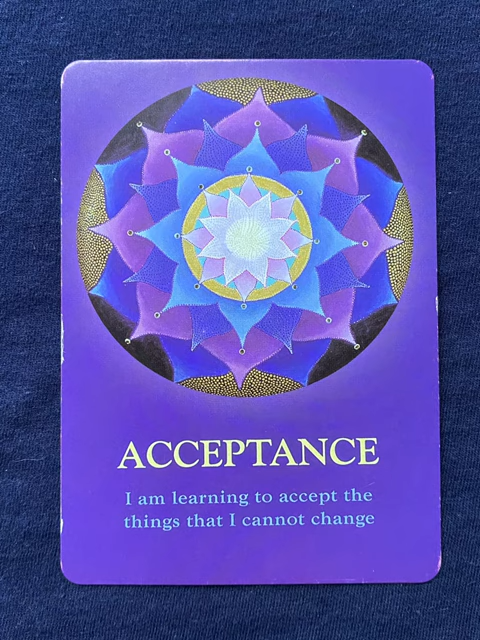 ACCEPTANCE
I am learning to accept the
things that I cannot change